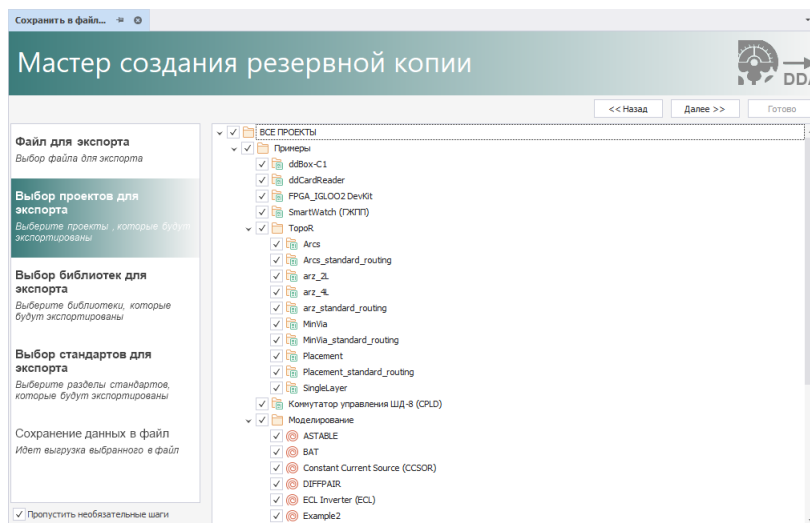 Сохранить в файл...
Мастер создания резервной копии
DD
<< Назад
Далее >>
Готово
Файл для экспорта
Выбор файла для экспорта
Выбор проектов для
экспорта
Выберите проекты , которые будут
экспортированы
Выбор библиотек для
экспорта
Выберите библиотеки, которые
будут экспортированы
Выбор стандартов для
экспорта
Выберите разделы стандартов,
которые будут экспортированы
Сохранение данных в файл
Идет выгрузка выбранного в файл
Пропустить необязательные шаги
ВСЕ ПРОЕКТЫ
Примеры
ddBox-C1
ddCardReader
FPGA_IGLOO2 DevKit
SmartWatch (ГЖПП)
TopoR
Arcs
Arcs_standard_routing
arz_2L
arz_4L
arz_standard_routing
MinVia
MinVia_standard_routing
Placement
Placement_standard_routing
SingleLayer
Коммутатор управления ШД-8 (CPLD)
Моделирование
ASTABLE
BAT
Constant Current Source (CCSOR)
DIFFPAIR
ECL Inverter (ECL)
Example2